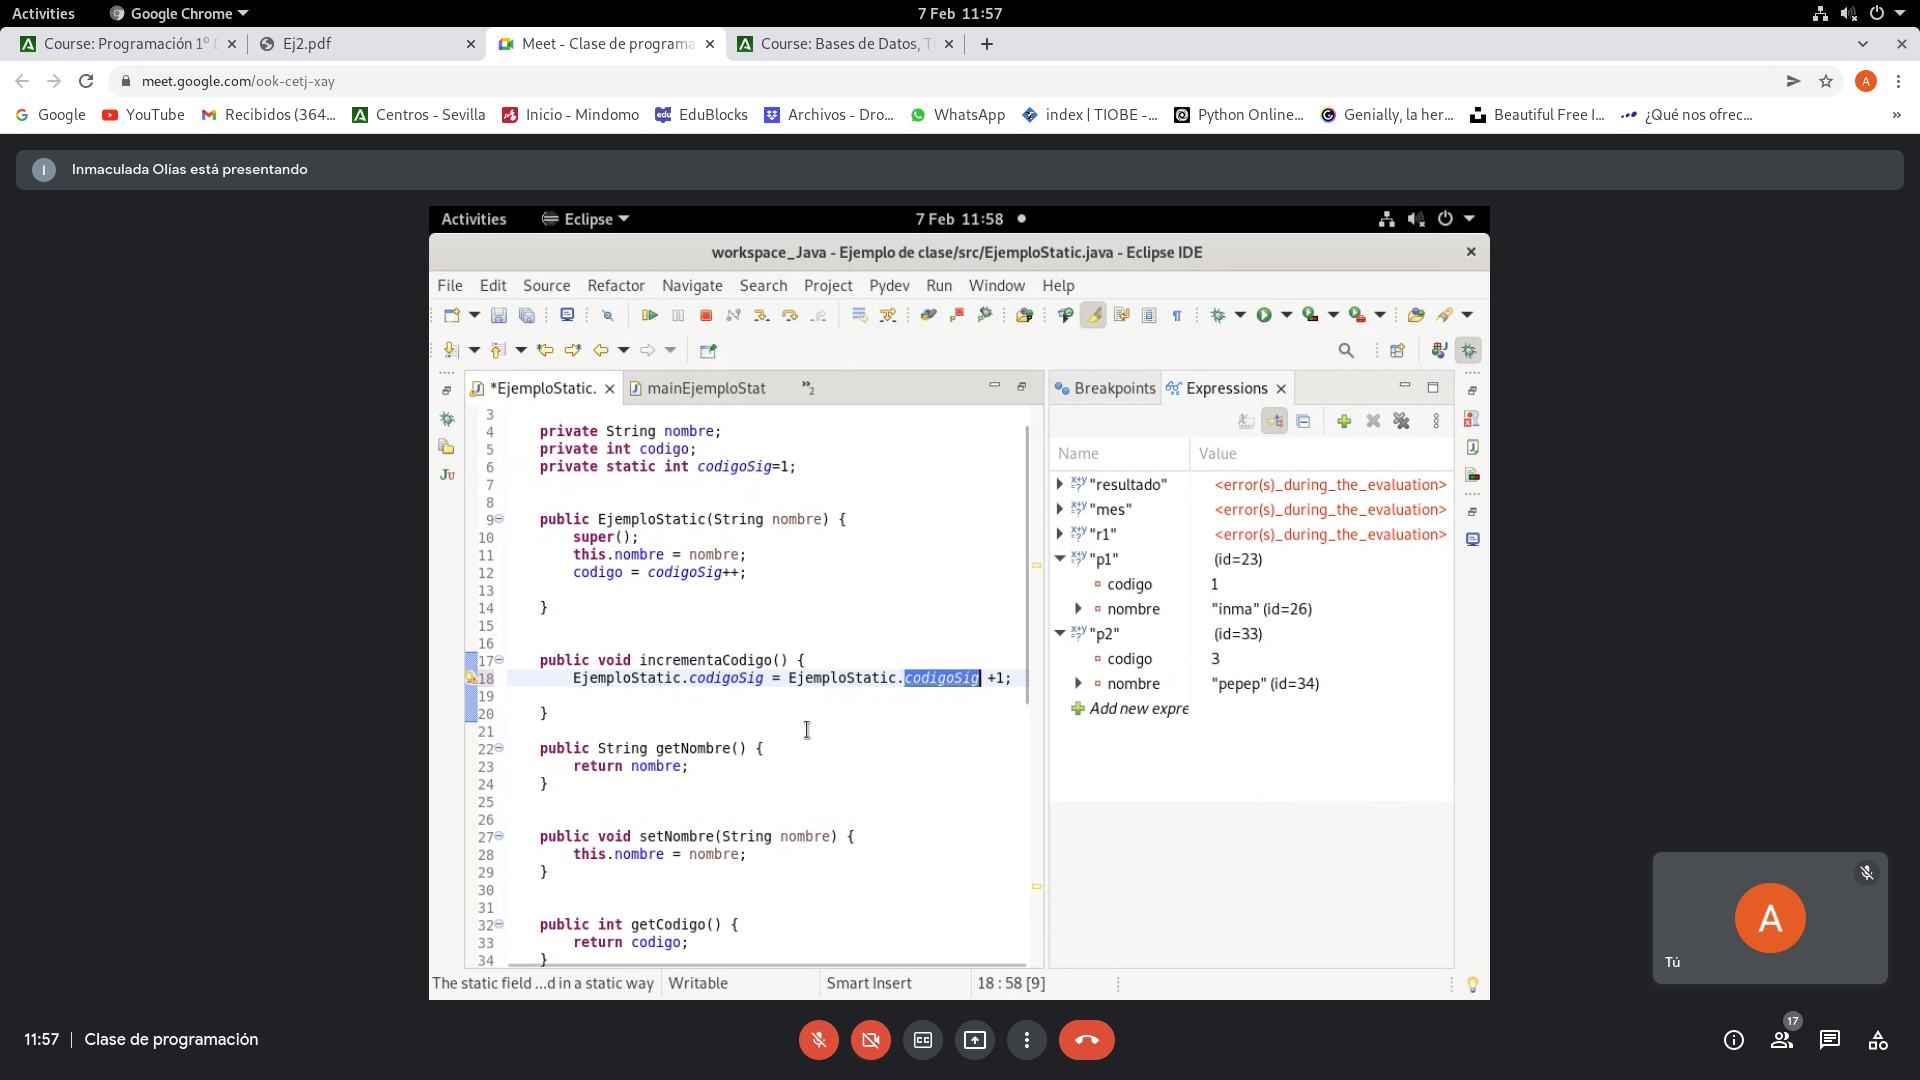 Activities Google Chrome 7 Feb 11:57
Course: Programación 1º D Ej2.pdf Meet - Clase de programa Course: Bases de Datos, T
meet.google.com/ook-cetj-xay A
Google YouTube Recibidos (364... Centros - Sevilla Inicio - Mindomo EduBlocks Archivos - Dro... WhatsApp index | TIOBE -... Python Online... Genially, la her... Beautiful Free I... ¿Qué nos ofrec... »
I Inmaculada Olías está presentando
Activities Eclipse 7 Feb 11:58
workspace_Java - Ejemplo de clase/src/EjemploStatic.java - Eclipse IDE
File Edit Source Refactor Navigate Search Project Pydev Run Window Help
*EjemploStatic. mainEjemploStat »2
Breakpoints Expressions
3
4 private String nombre;
5 private int codigo;
6 private static int codigoSig=1;
7
8
9 public EjemploStatic(String nombre) {
10 super();
11 this.nombre = nombre;
12 codigo = codigoSig++;
13
14 }
15
16
17 public void incrementaCodigo() {
18 EjemploStatic.codigoSig = EjemploStatic.codigoSig +1;
19
20 }
21
22 public String getNombre() {
23 return nombre;
24 }
25
26
27 public void setNombre(String nombre) {
28 this.nombre = nombre;
29 }
30
31
32 public int getCodigo() {
33 return codigo;
34 }
Name Value
"resultado" <error(s)_during_the_evaluation>
"mes" <error(s)_during_the_evaluation>
"r1" <error(s)_during_the_evaluation>
"p1" (id=23)
codigo 1
nombre "inma" (id=26)
"p2" (id=33)
codigo 3
nombre "pepep" (id=34)
Add new expre
The static field ...d in a static way Writable Smart Insert 18 : 58 [9]
A
Tú
11:57 | Clase de programación
CC
17